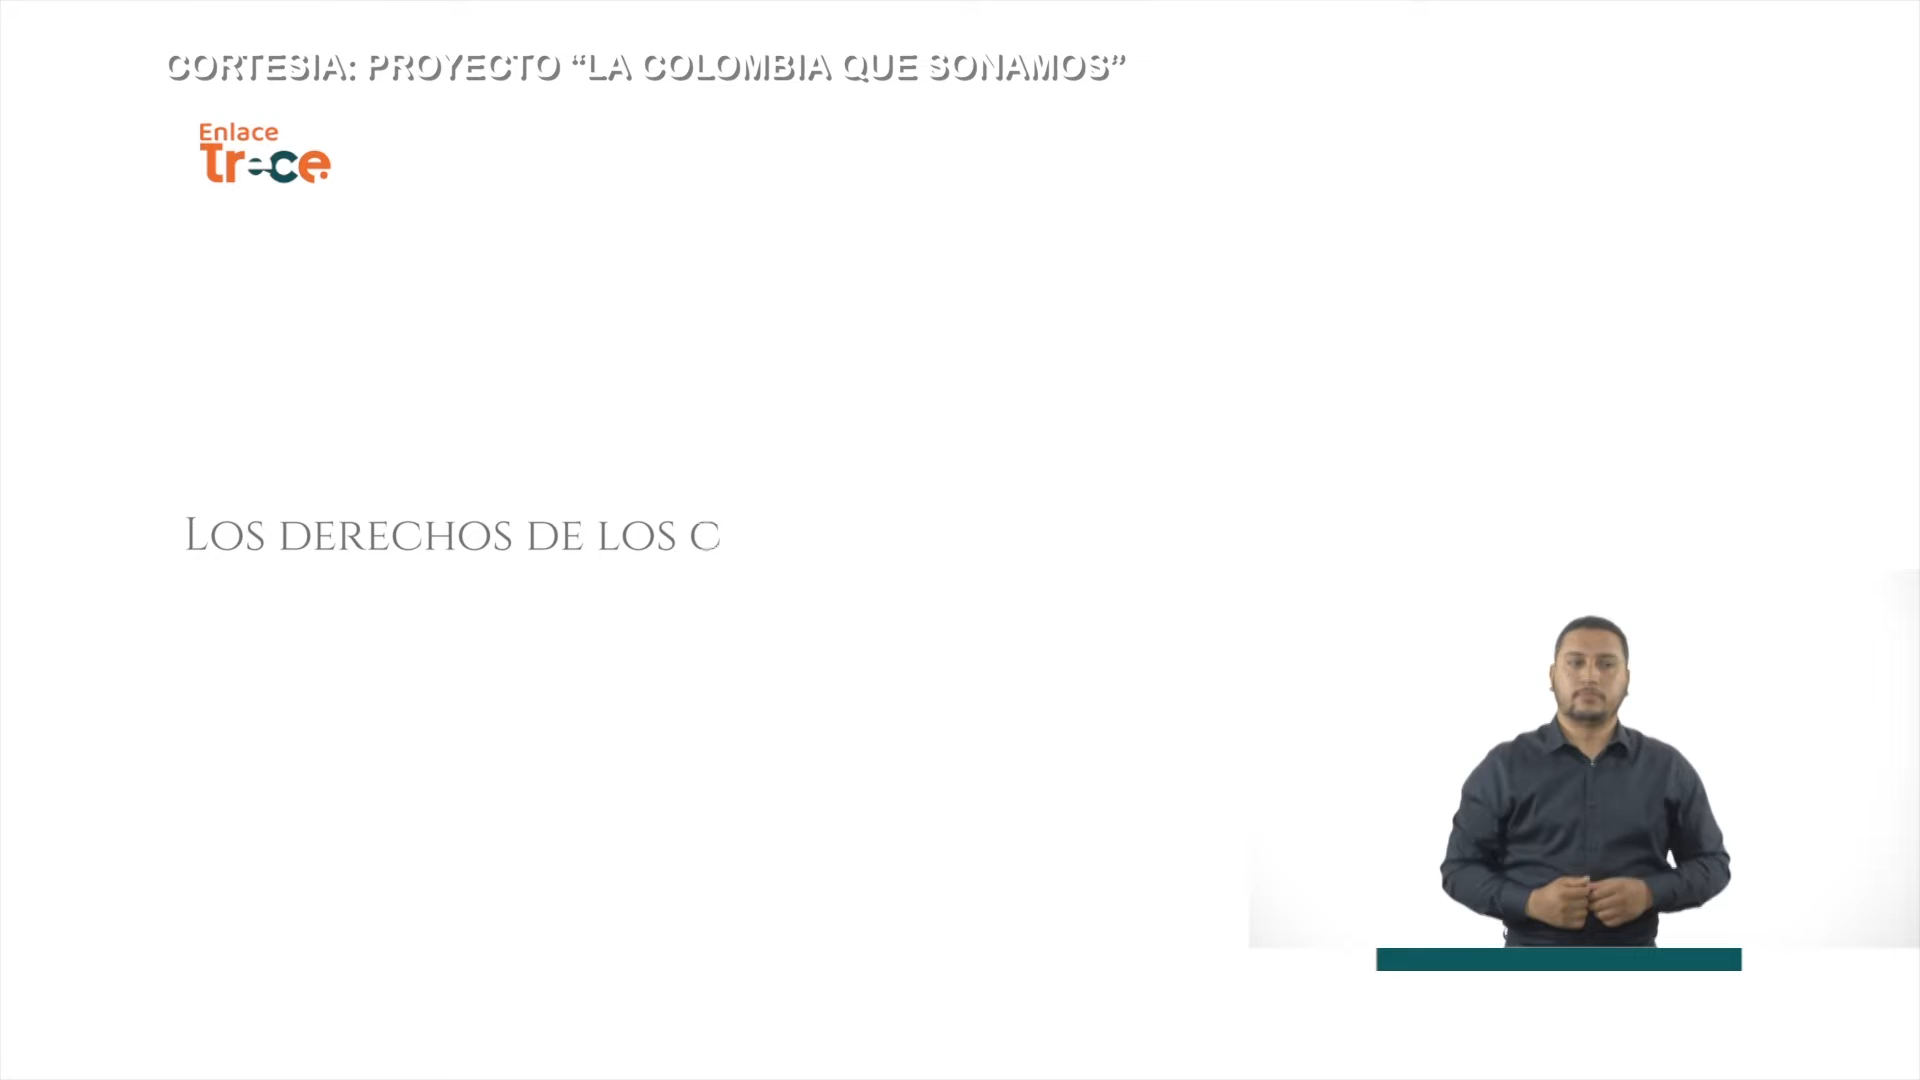 CORTESIA: PROYECTO “LA COLOMBIA QUE SONAMOS”
Enlace
Trece
Los derechos de los c